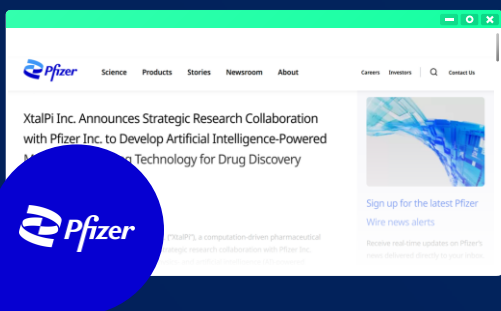 Pfizer
Science Products Stories Newsroom About
Careers Investors Contact Us
XtalPi Inc. Announces Strategic Research Collaboration
with Pfizer Inc. to Develop Artificial Intelligence-Powered
Technology for Drug Discovery
Sign up for the latest Pfizer
Wire news alerts
Receive real-time updates on Pfizer's
news delivered directly to your inbox.
Pfizer
("XtalPi"), a computation-driven pharmaceutical
strategic research collaboration with Pfizer Inc.